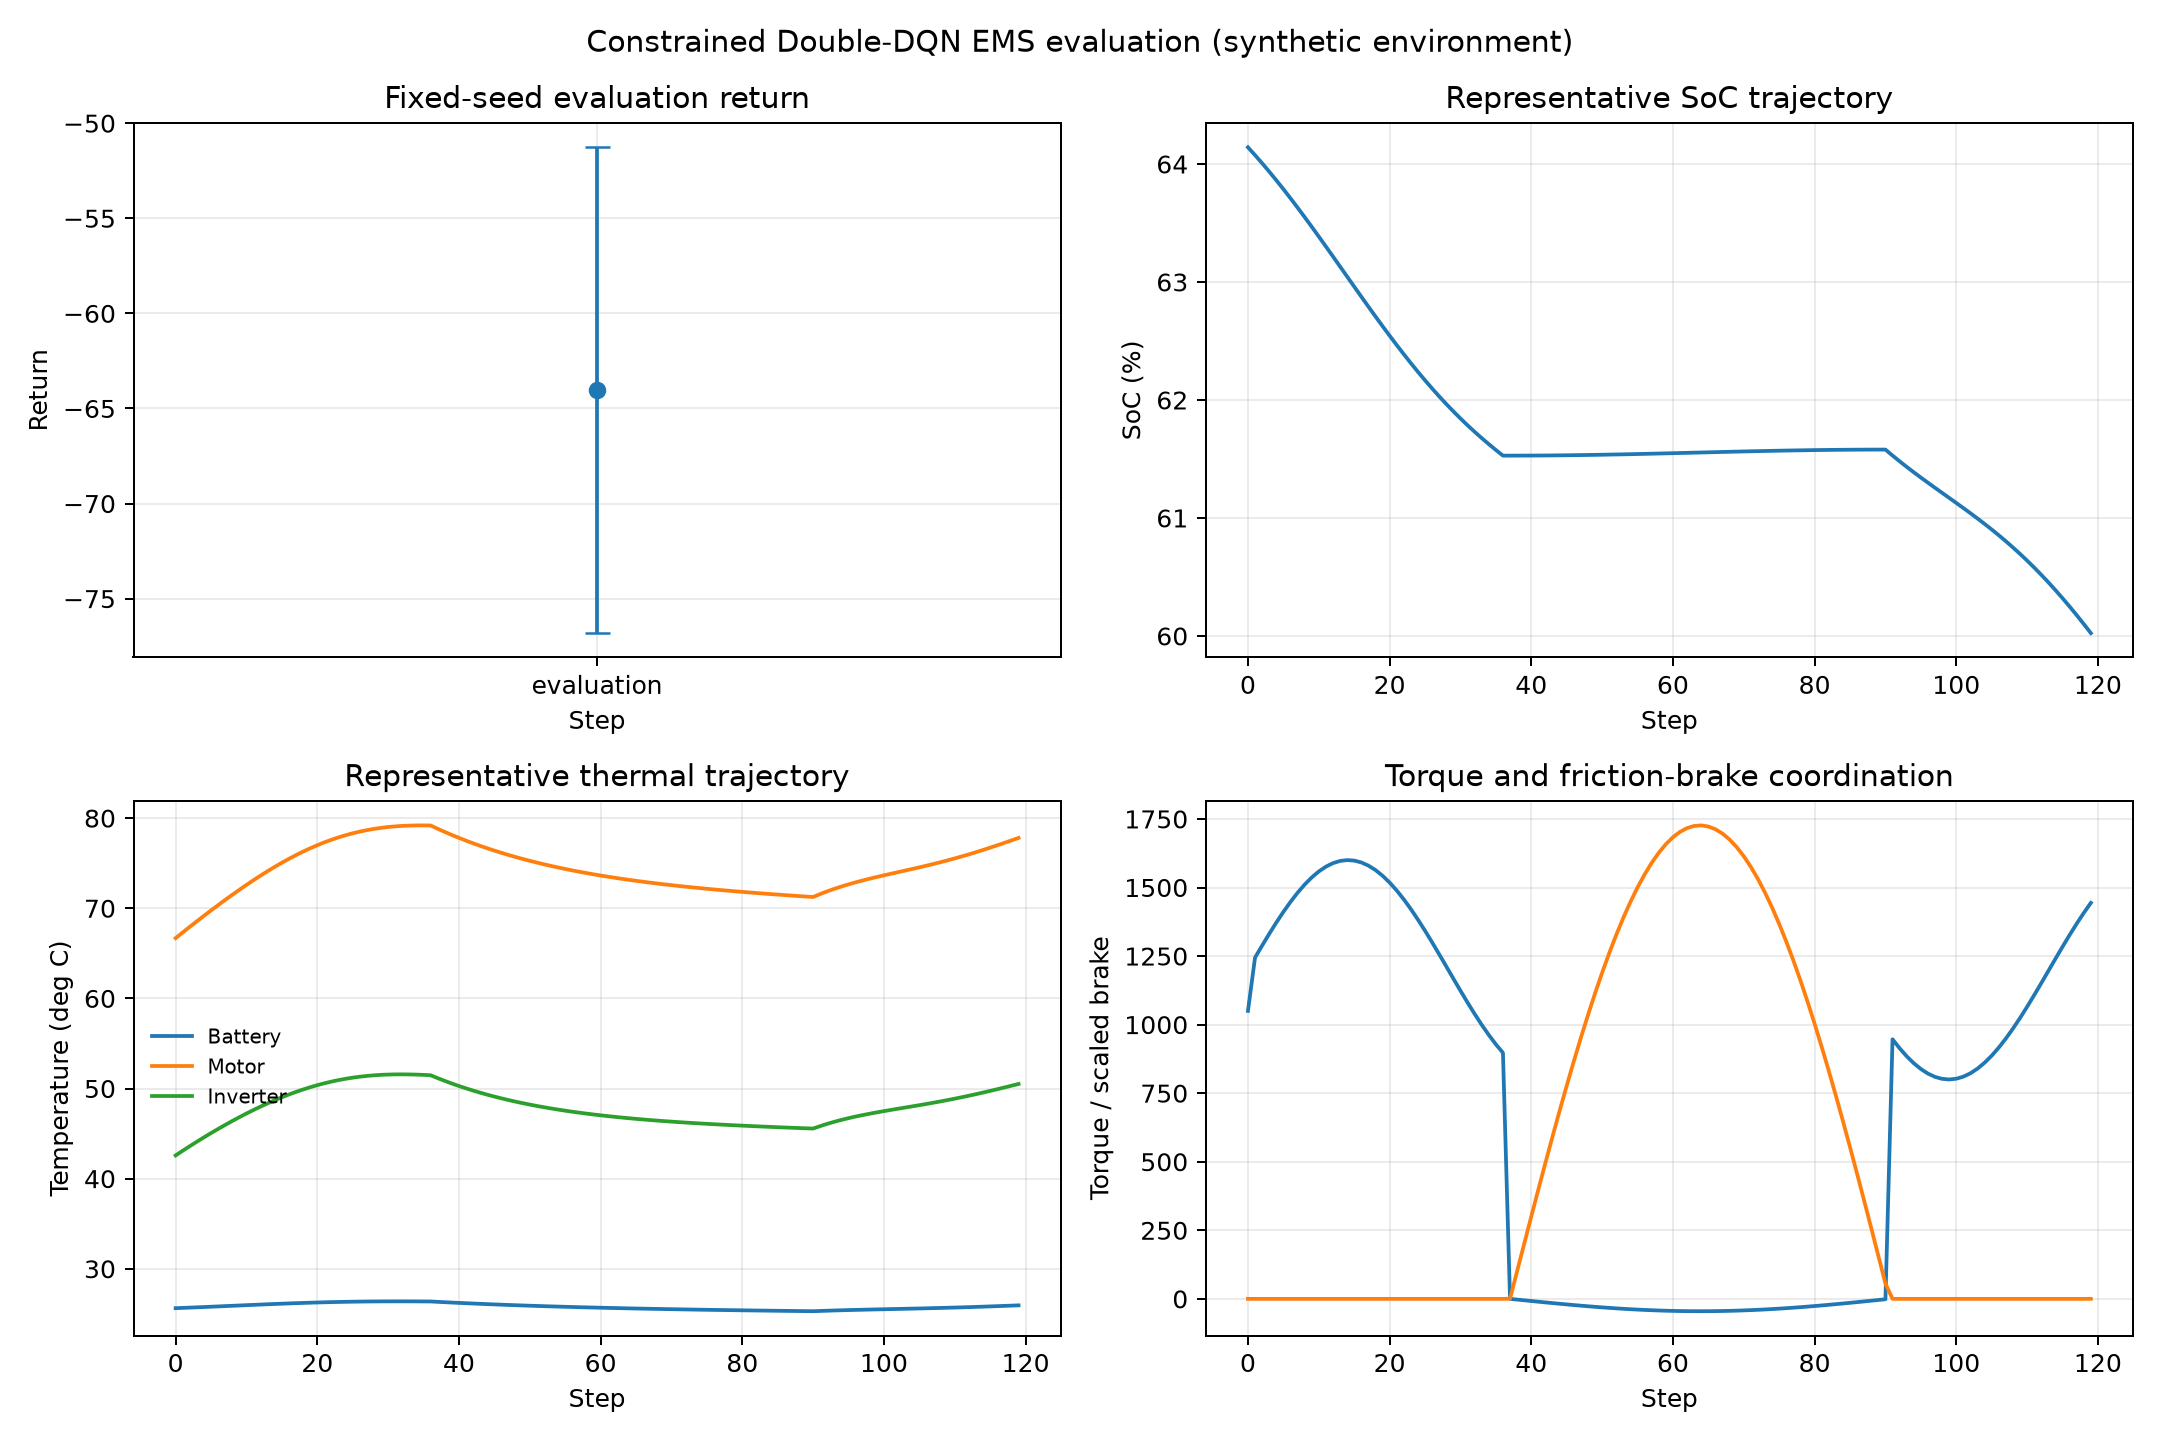 Constrained Double-DQN EMS evaluation (synthetic environment)
Fixed-seed evaluation return
−50
−55
−60
−65
−70
−75
Return
evaluation
Step
Representative SoC trajectory
64
63
62
61
60
SoC (%)
0 20 40 60 80 100 120
Step
Representative thermal trajectory
80
70
60
50
40
30
Temperature (deg C)
Battery
Motor
Inverter
0 20 40 60 80 100 120
Step
Torque and friction-brake coordination
1750
1500
1250
1000
750
500
250
0
Torque / scaled brake
0 20 40 60 80 100 120
Step